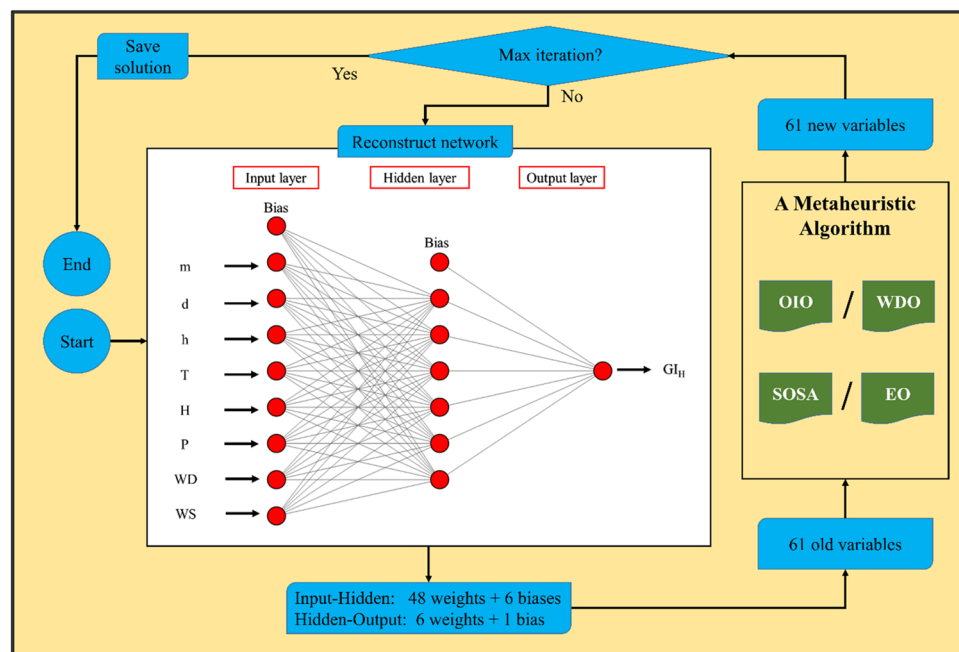 Save
solution
Max iteration?
Yes
No
61 new variables
Reconstruct network
Input layer
Hidden layer
Output layer
Bias
Bias
m
d
h
T
H
P
WD
WS
GI_H
End
Start
A Metaheuristic
Algorithm
OIO / WDO
SOSA / EO
61 old variables
Input-Hidden: 48 weights + 6 biases
Hidden-Output: 6 weights + 1 bias